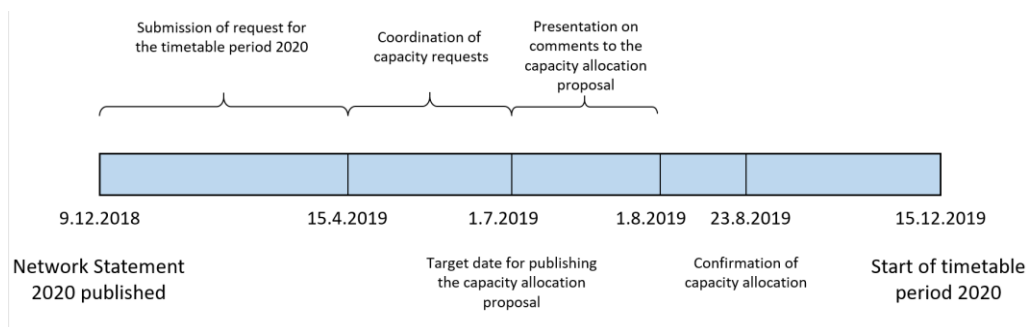 Submission of request for
the timetable period 2020
Coordination of
capacity requests
Presentation on
comments to the
capacity allocation
proposal
9.12.2018
15.4.2019
1.7.2019
1.8.2019
23.8.2019
15.12.2019
Network Statement
2020 published
Target date for publishing
the capacity allocation
proposal
Confirmation of
capacity allocation
Start of timetable
period 2020